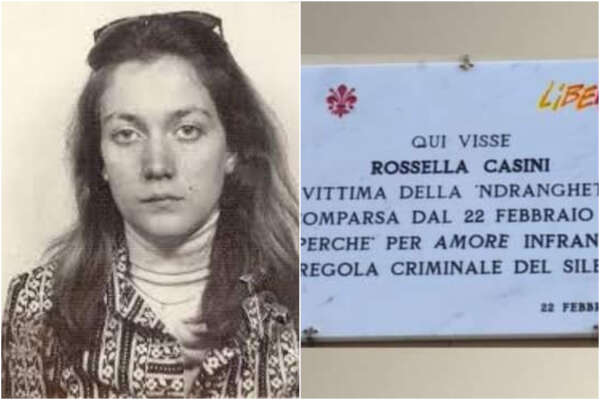 LIBE
QUI VISSE
ROSSELLA CASINI
VITTIMA DELLA 'NDRANGHET
OMPARSA DAL 22 FEBBRAIO
PERCHE' PER AMORE INFRAN
REGOLA CRIMINALE DEL SILE
22 FEBBR